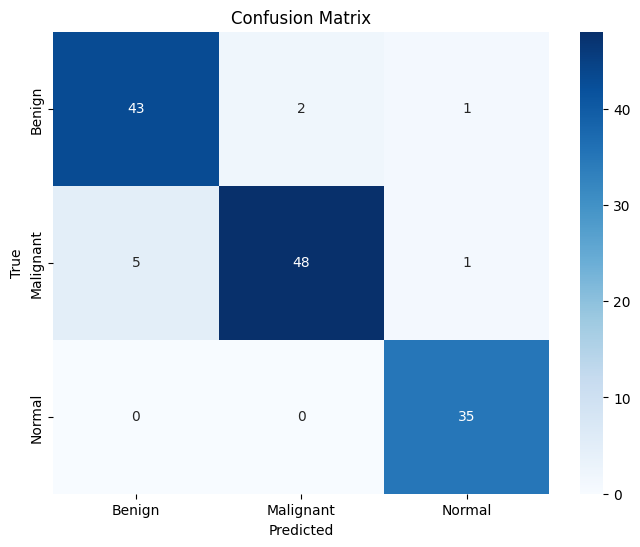 Confusion Matrix
True
Benign
43
2
1
Malignant
5
48
1
Normal
0
0
35
Benign
Malignant
Normal
Predicted
40
30
20
10
0